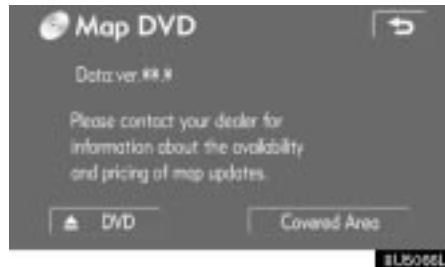 Map DVD
Data ver.**.*
Please contact your dealer for
information about the availability
and pricing of map updates.
DVD
Covered Area